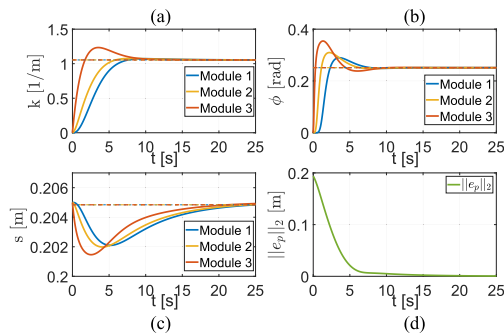 (a)
(b)
1.5
1
0.5
0
k [1/m]
Module 1
Module 2
Module 3
0 5 10 15 20 25
t [s]
0.4
0.2
0
ϕ [rad]
Module 1
Module 2
Module 3
0 5 10 15 20 25
t [s]
0.206
0.204
0.202
0.2
s [m]
Module 1
Module 2
Module 3
0 5 10 15 20 25
t [s]
(c)
0.2
0.1
0
||e_p||_2 [m]
||e_p||_2
0 5 10 15 20 25
t [s]
(d)